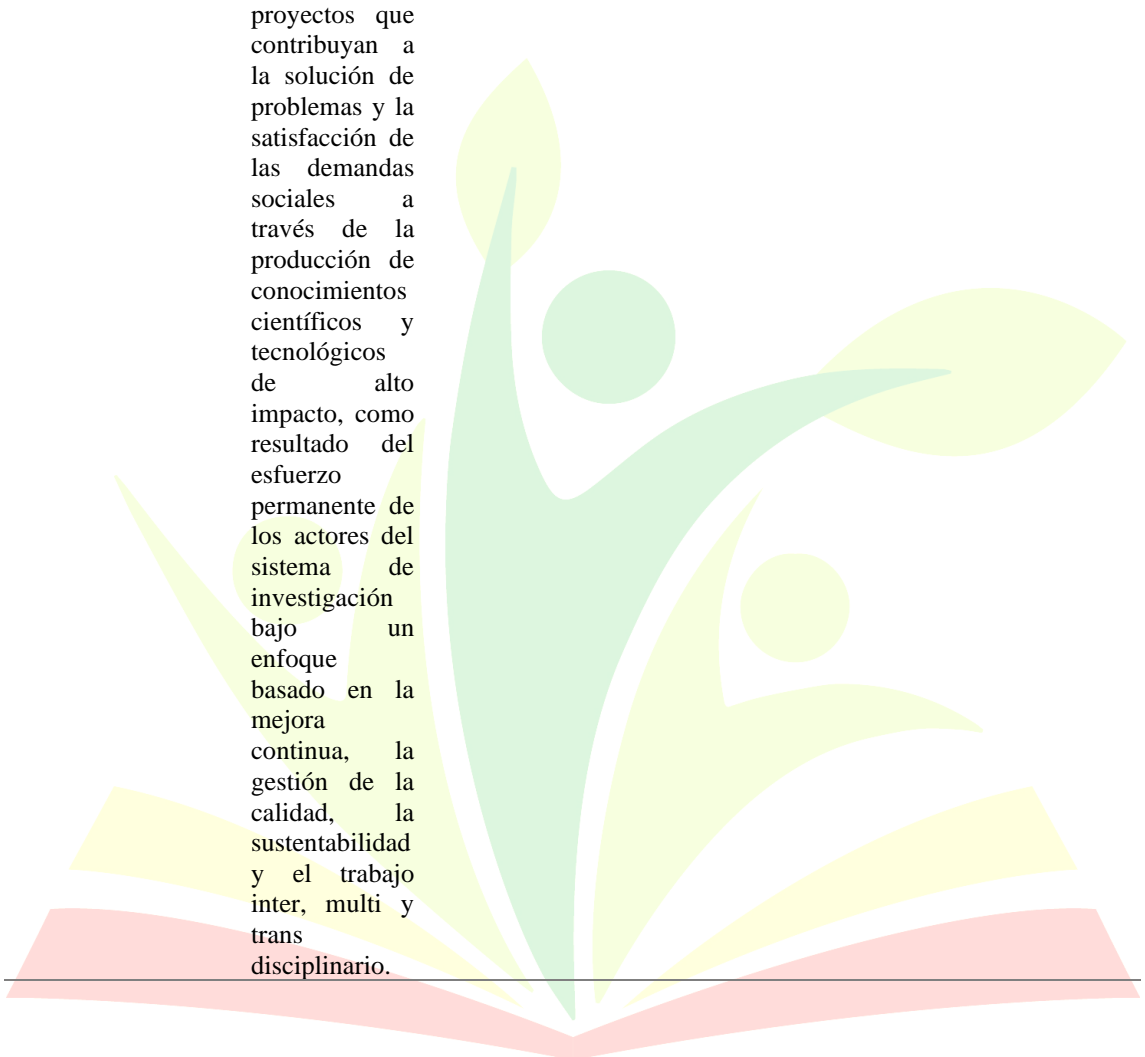 proyectos que
contribuyan a
la solución de
problemas y la
satisfacción de
las demandas
sociales a
través de la
producción de
conocimientos
científicos y
tecnológicos
de alto
impacto, como
resultado del
esfuerzo
permanente de
los actores del
sistema de
investigación
bajo un
enfoque
basado en la
mejora
continua, la
gestión de la
calidad, la
sustentabilidad
y el trabajo
inter, multi y
trans
disciplinario.